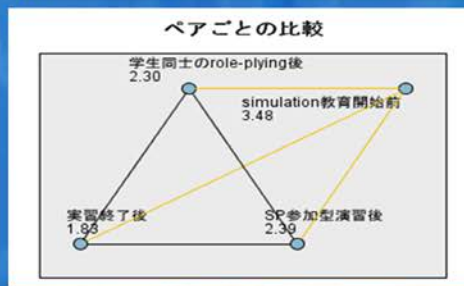 ペアごとの比較
学生同士のrole-plying後
2.30
simulation教育開始前
3.48
実習終了後
1.83
SP参加型演習後
2.39